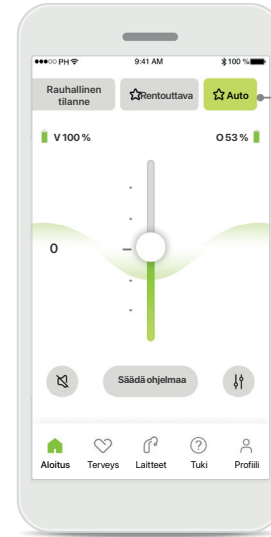 PH 9:41 AM 100 %
Rauhallinen
tilanne
Rentouttava
Auto
V 100 %
O 53 %
0
Säädä ohjelmaa
Aloitus Terveys Laitteet Tuki Profiili